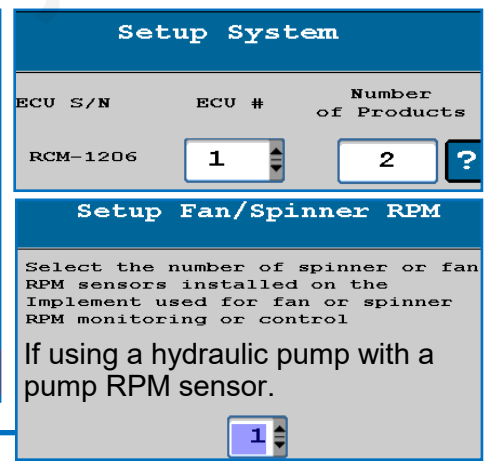 Setup System
ECU S/N ECU # Number of Products
RCM-1206 1 2 ?
Setup Fan/Spinner RPM
Select the number of spinner or fan
RPM sensors installed on the
Implement used for fan or spinner
RPM monitoring or control
If using a hydraulic pump with a
pump RPM sensor.
1